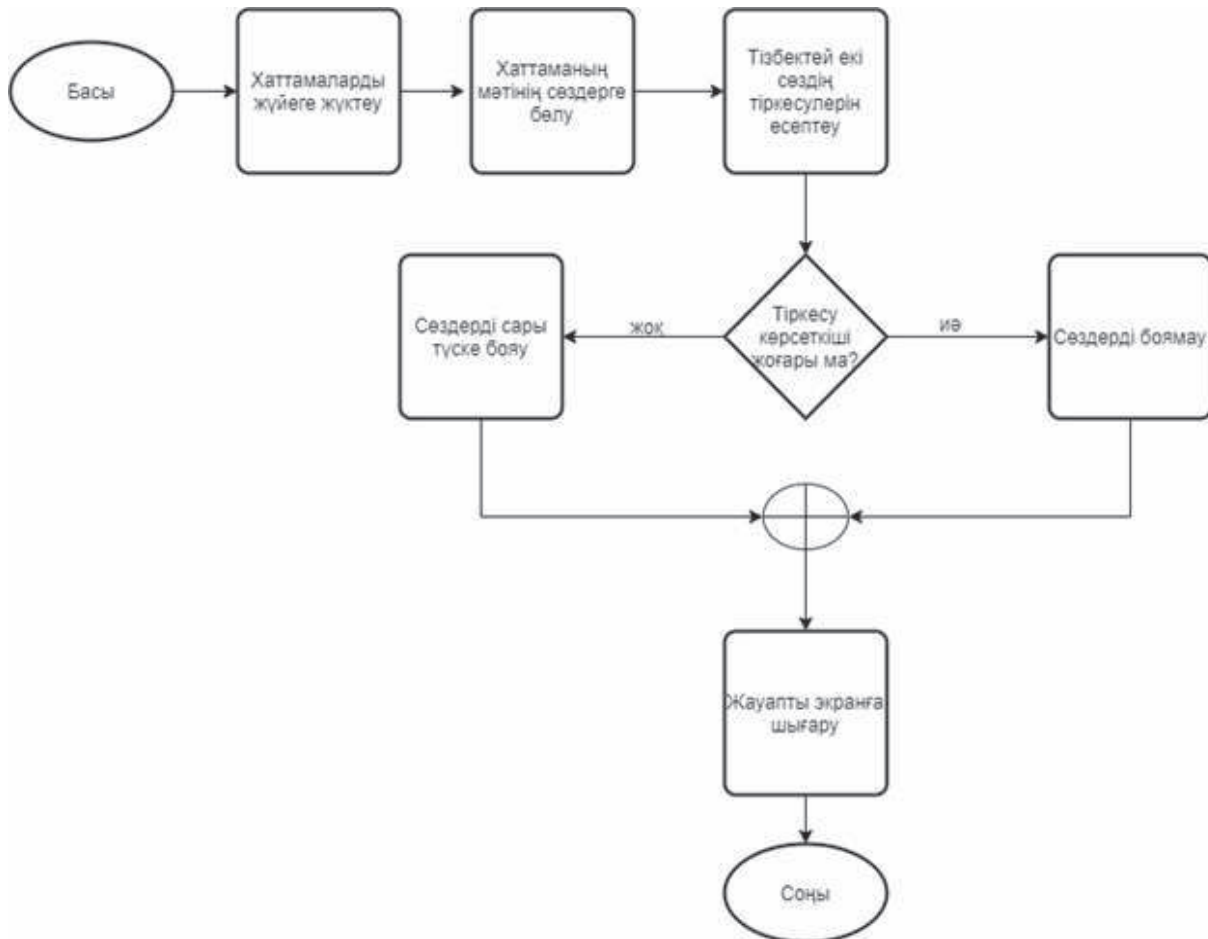 Басы
Хаттамаларды
жүйеге жүктеу
Хаттаманың
мәтінің сөздерге
бөлу
Тізбектей екі
сөздің
тіркесулерін
есептеу
Сөздерді сары
түске бояу
жоқ
Тіркесу
көрсеткіші
жоғары ма?
иә
Сөздерді боямау
Жауапты экранға
шығару
Соңы